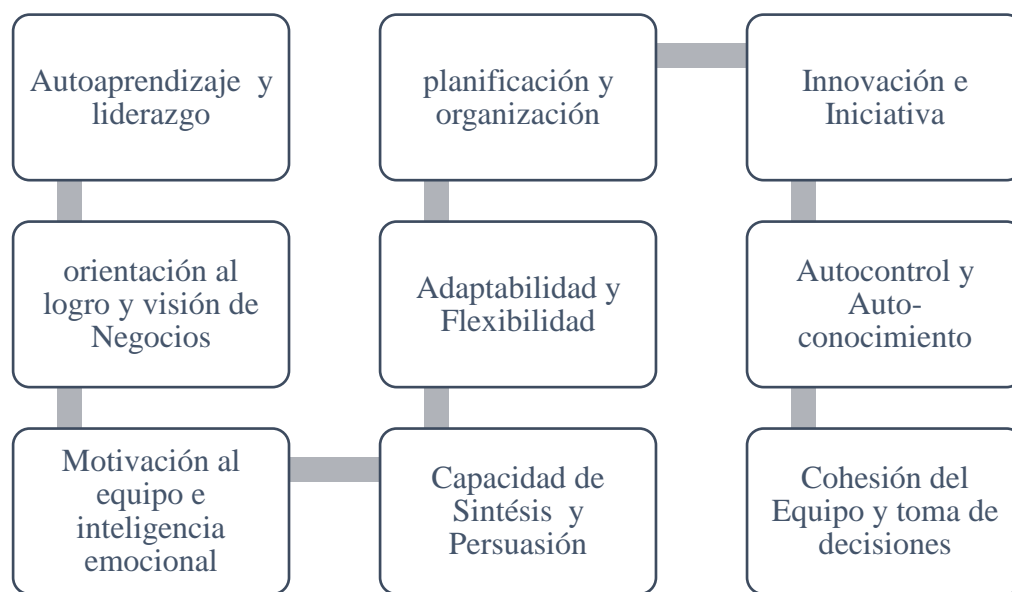 Autoaprendizaje y
liderazgo
orientación al
logro y visión de
Negocios
Motivación al
equipo e
inteligencia
emocional
Capacidad de
Sintésis y
Persuasión
Adaptabilidad y
Flexibilidad
planificación y
organización
Innovación e
Iniciativa
Autocontrol y
Auto-
conocimiento
Cohesión del
Equipo y toma de
decisiones